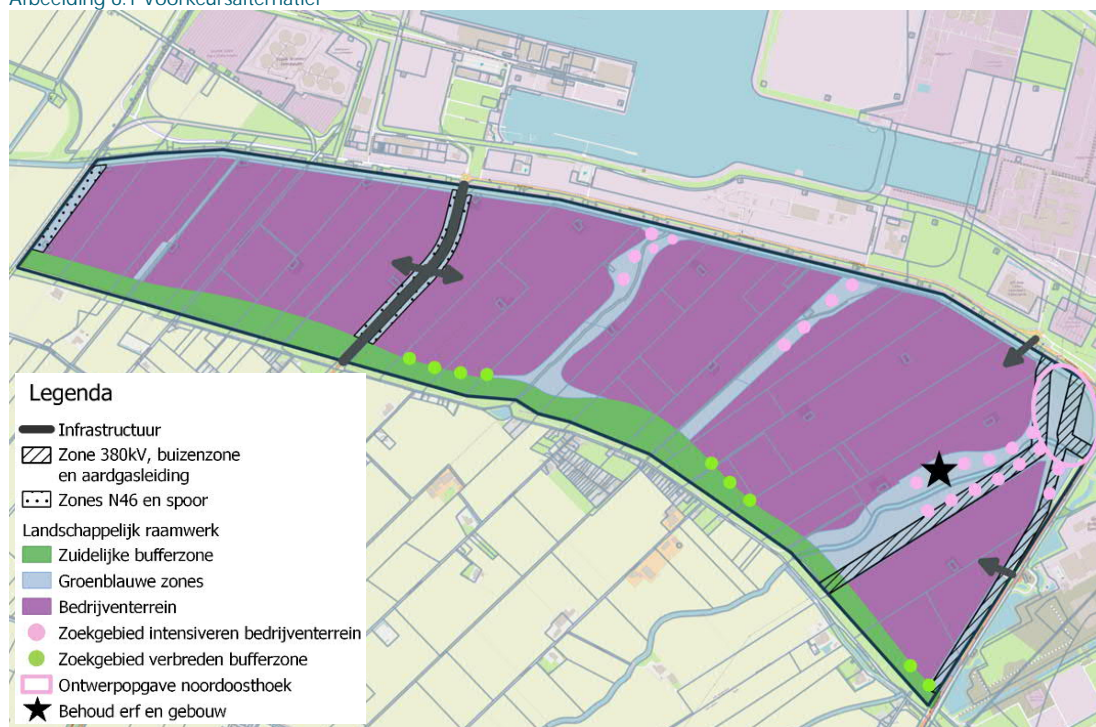 Afbeelding 6.1 Voorkeursalternatief
Legenda
Infrastructuur
Zone 380kV, buizenzone
en aardgasleiding
Zones N46 en spoor
Landschappelijk raamwerk
Zuidelijke bufferzone
Groenblauwe zones
Bedrijventerrein
Zoekgebied intensiveren bedrijventerrein
Zoekgebied verbreden bufferzone
Ontwerpopgave noordoosthoek
Behoud erf en gebouw